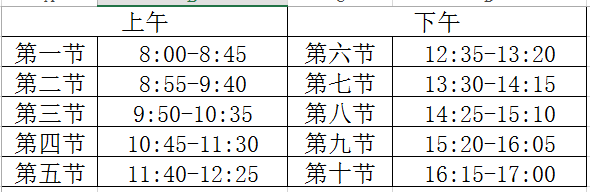 上午 下午
第一节 8:00-8:45 第六节 12:35-13:20
第二节 8:55-9:40 第七节 13:30-14:15
第三节 9:50-10:35 第八节 14:25-15:10
第四节 10:45-11:30 第九节 15:20-16:05
第五节 11:40-12:25 第十节 16:15-17:00